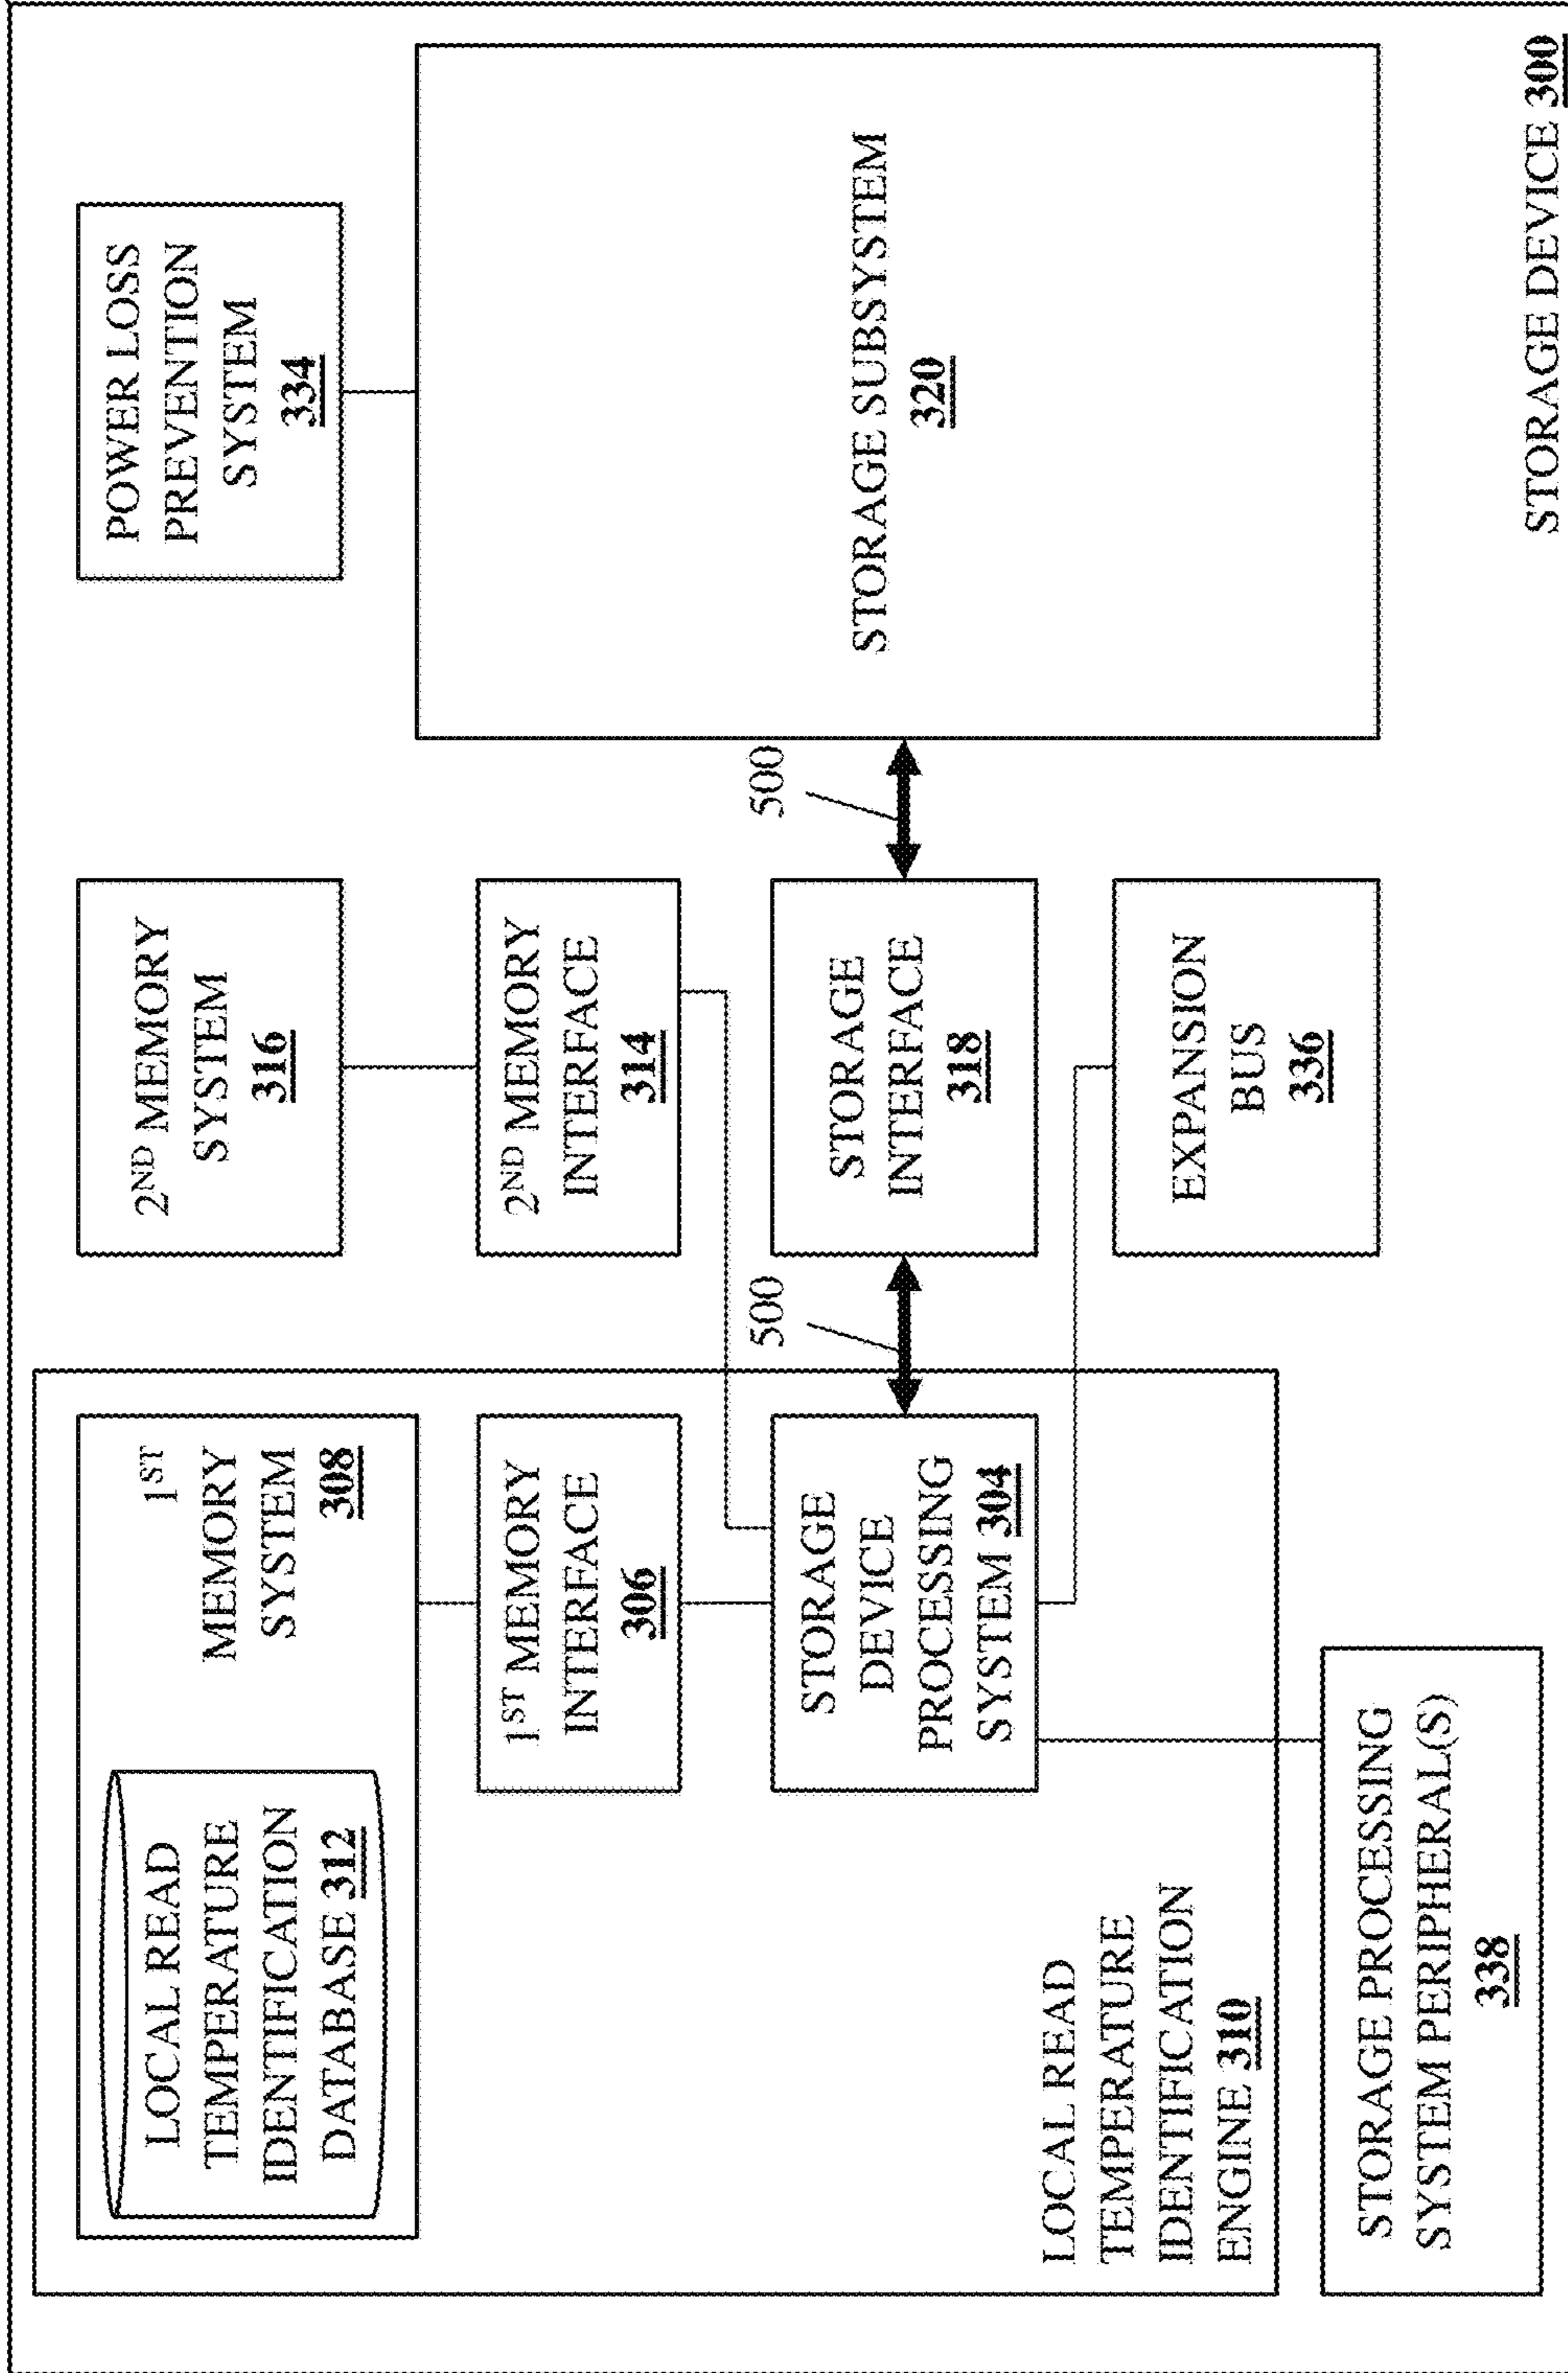 LOCAL READ
TEMPERATURE
IDENTIFICATION
DATABASE 312
1ST
MEMORY
SYSTEM
308
2ND MEMORY
SYSTEM
316
POWER LOSS
PREVENTION
SYSTEM
334
1ST MEMORY
INTERFACE
306
2ND MEMORY
INTERFACE
314
STORAGE
DEVICE
PROCESSING
SYSTEM 304
500
STORAGE
INTERFACE
318
500
STORAGE SUBSYSTEM
320
LOCAL READ
TEMPERATURE
IDENTIFICATION
ENGINE 310
EXPANSION
BUS
336
STORAGE PROCESSING
SYSTEM PERIPHERAL(S)
338
STORAGE DEVICE 300